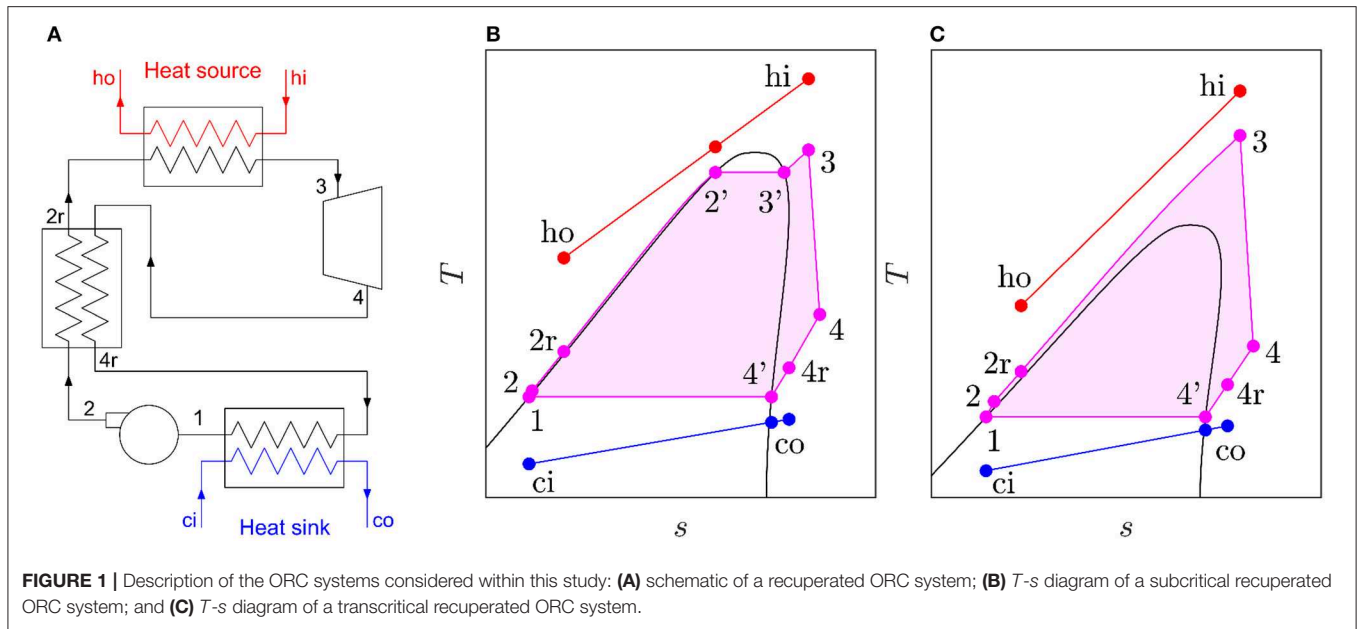 A
ho
Heat source
hi
3
2r
4
4r
2
1
ci
Heat sink
co
B
T
hi
3
2'
3'
ho
4
2r
4r
4'
2
1
co
ci
s
C
T
hi
3
ho
4
2r
4r
4'
2
1
co
ci
s
FIGURE 1 | Description of the ORC systems considered within this study: (A) schematic of a recuperated ORC system; (B) T-s diagram of a subcritical recuperated
ORC system; and (C) T-s diagram of a transcritical recuperated ORC system.